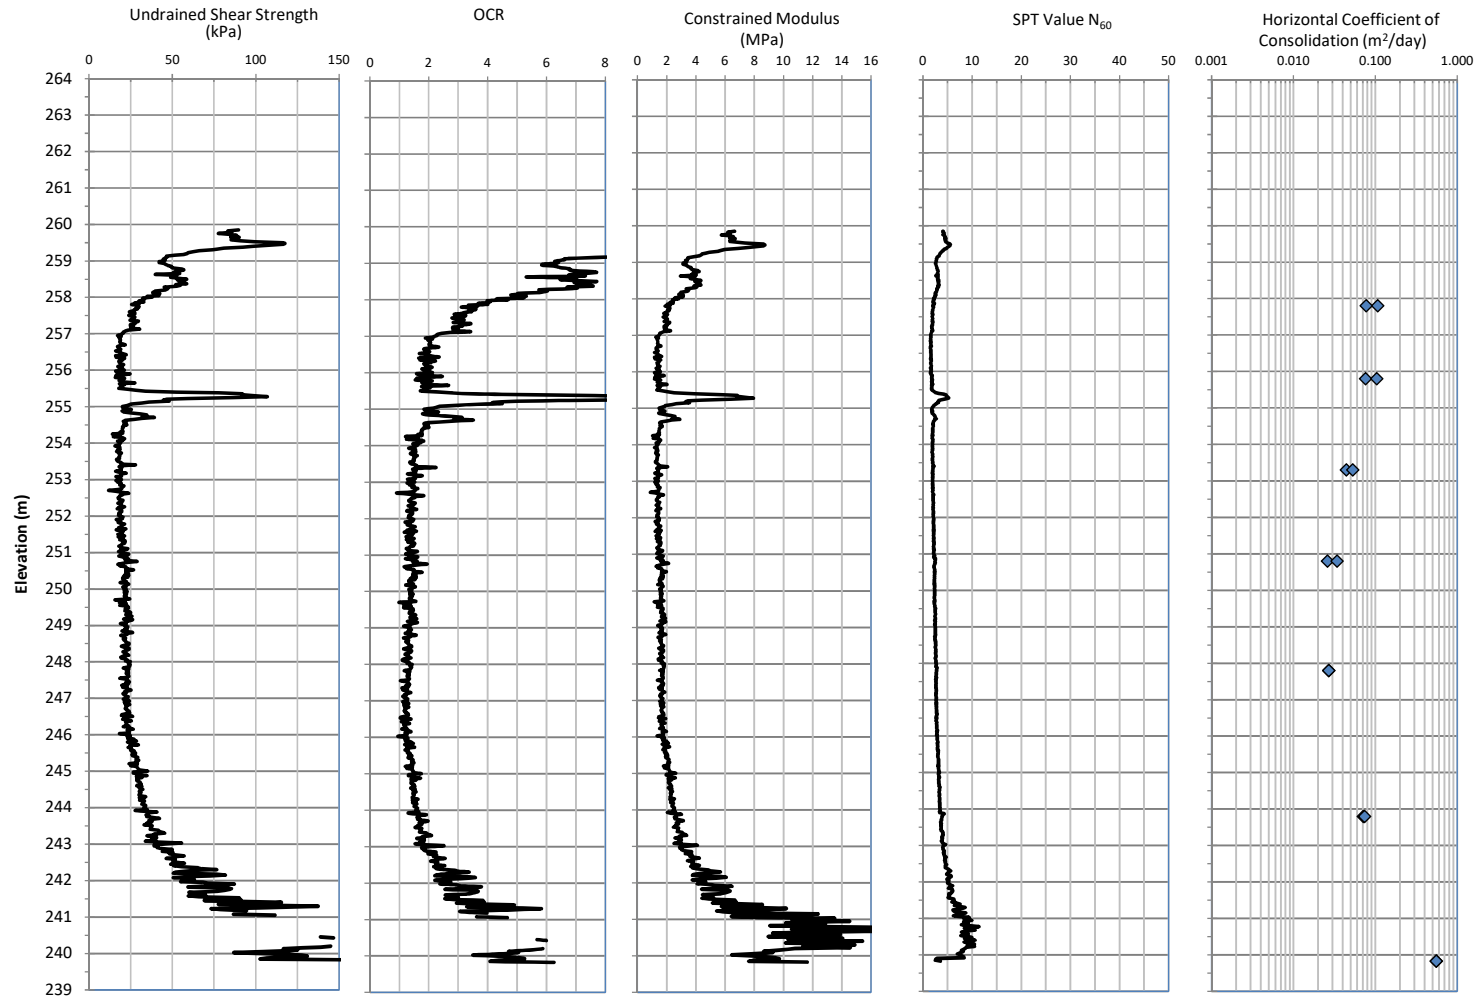 Undrained Shear Strength
(kPa)
OCR
Constrained Modulus
(MPa)
SPT Value N60
Horizontal Coefficient of
Consolidation (m2/day)
0 50 100 150
0 2 4 6 8
0 2 4 6 8 10 12 14 16
0 10 20 30 40 50
0.001 0.010 0.100 1.000
264
263
262
261
260
259
258
257
256
255
254
253
252
251
250
249
248
247
246
245
244
243
242
241
240
239
Elevation (m)